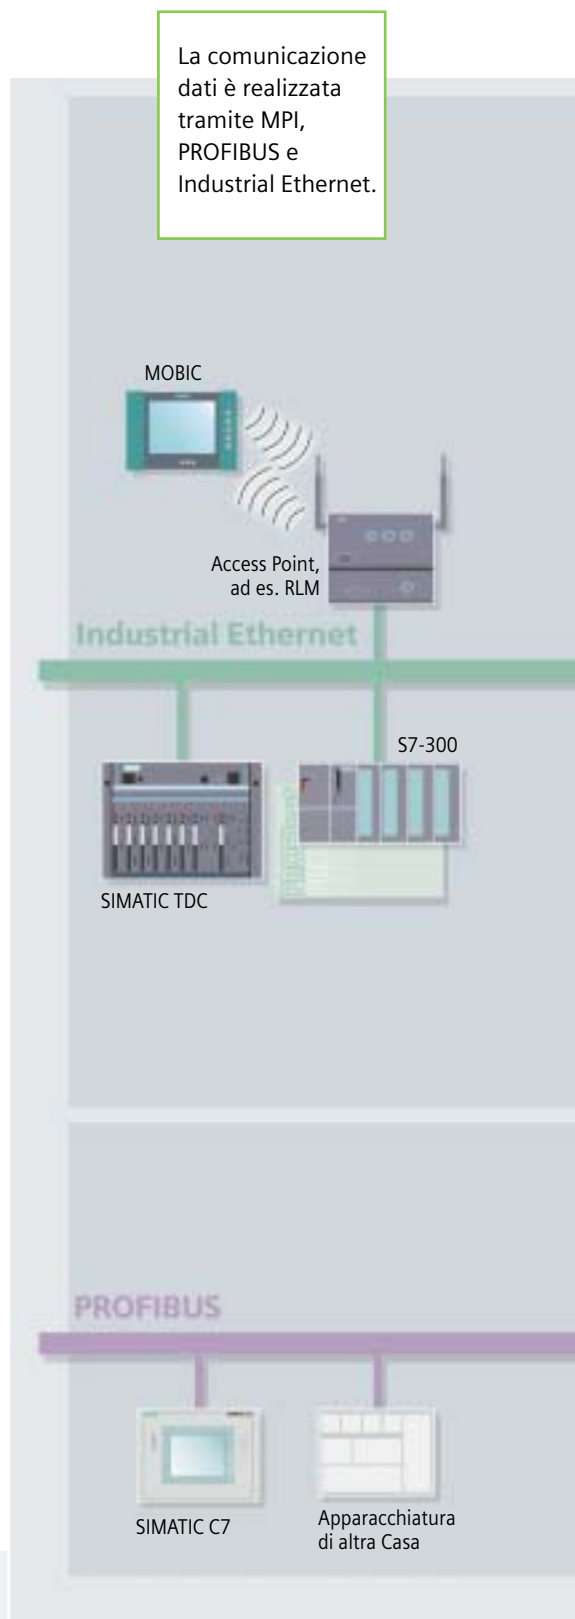 La comunicazione
dati è realizzata
tramite MPI,
PROFIBUS e
Industrial Ethernet.
MOBIC
Access Point,
ad es. RLM
Industrial Ethernet
S7-300
SIMATIC TDC
PROFIBUS
SIMATIC C7
Apparacchiatura
di altra Casa